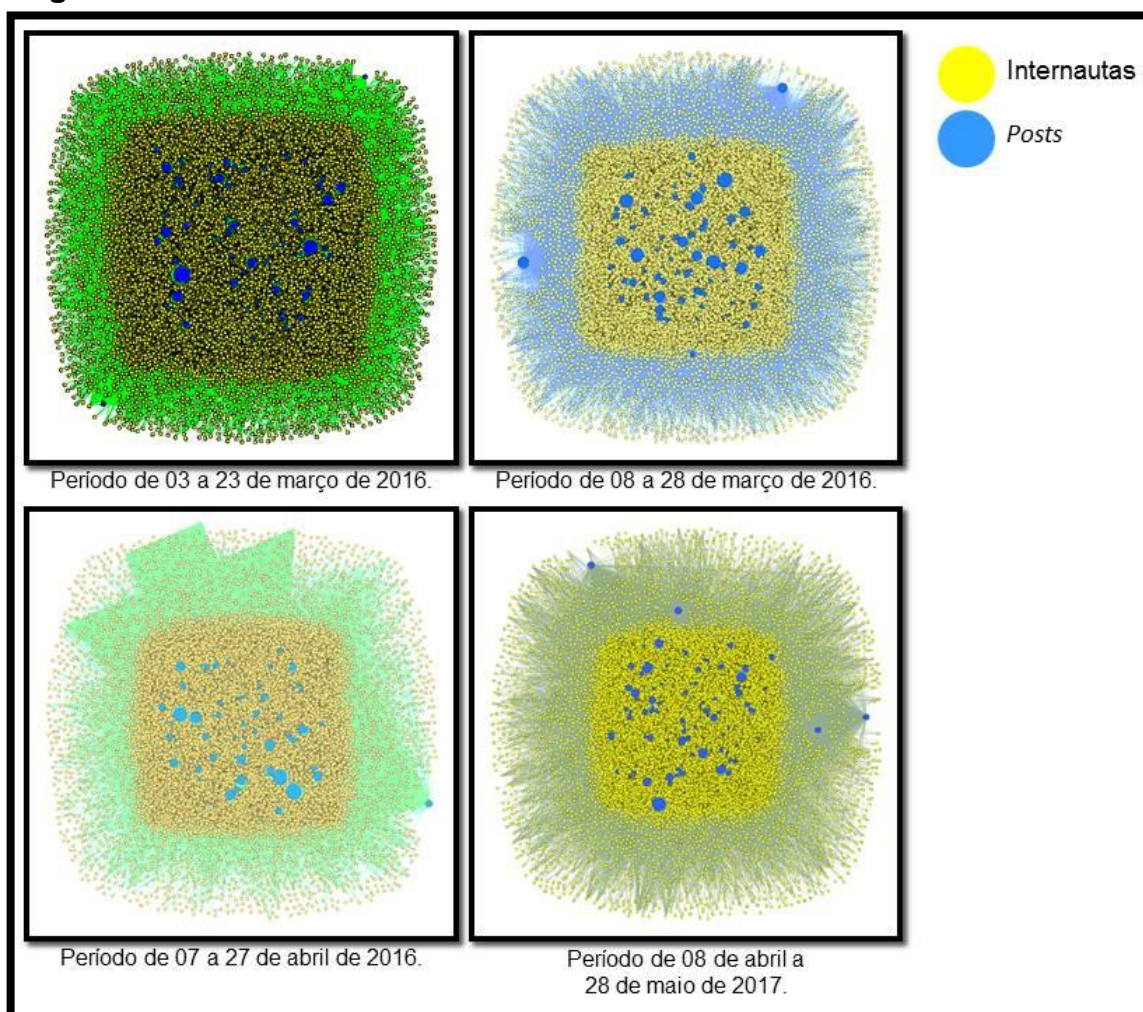 Internautas
Posts
Período de 03 a 23 de março de 2016.
Período de 08 a 28 de março de 2016.
Período de 07 a 27 de abril de 2016.
Período de 08 de abril a
28 de maio de 2017.